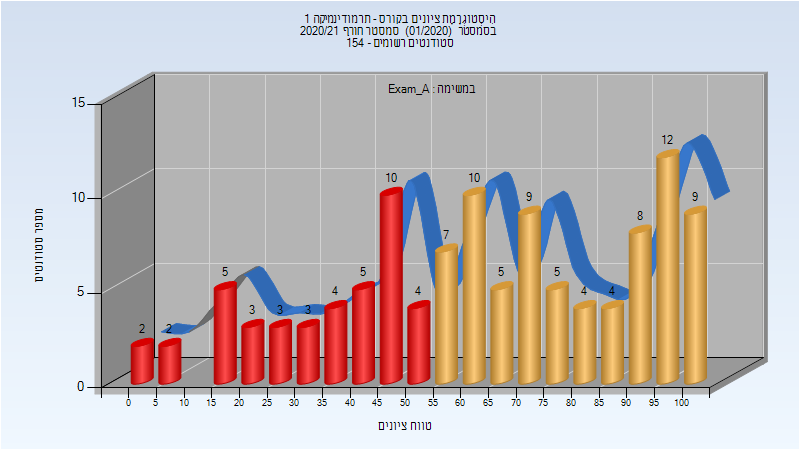 היסטוגרמת ציונים בקורס - תרמודינמיקה 1
בסמסטר (01/2020) סמסטר חורף 2020/21
סטודנטים רשומים - 154
במשימה : Exam_A
מספר סטודנטים
15
10
5
0
2 2 5 3 3 3 4 5 10 4 7 10 5 9 5 4 4 8 12 9
0 5 10 15 20 25 30 35 40 45 50 55 60 65 70 75 80 85 90 95 100
טווח ציונים